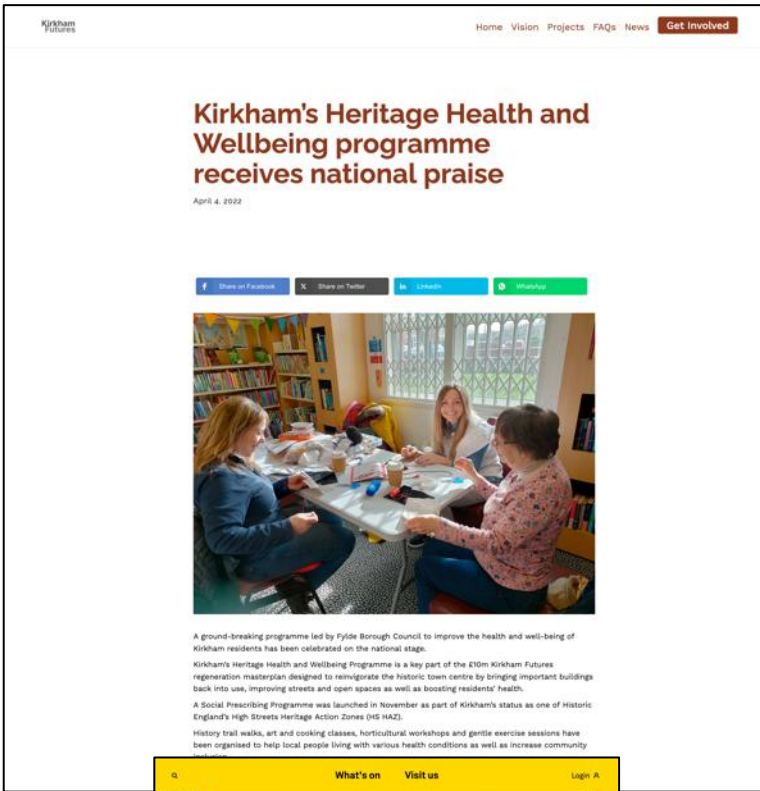 Kirkham
Futures
Home Vision Projects FAQs News Get Involved
Kirkham's Heritage Health and
Wellbeing programme
receives national praise
April 4, 2022
Share on Facebook
Share on Twitter
LinkedIn
WhatsApp
A ground-breaking programme led by Fylde Borough Council to improve the health and well-being of
Kirkham residents has been celebrated on the national stage.
Kirkham's Heritage Health and Wellbeing Programme is a key part of the £10m Kirkham Futures
regeneration masterplan designed to reinvigorate the historic town centre by bringing important buildings
back into use, improving streets and open spaces as well as boosting residents' health.
A Social Prescribing Programme was launched in November as part of Kirkham's status as one of Historic
England's High Streets Heritage Action Zones (HS HAZ).
History trail walks, art and cooking classes, horticultural workshops and gentle exercise sessions have
been organised to help local people living with various health conditions as well as increase community
What's on Visit us Login